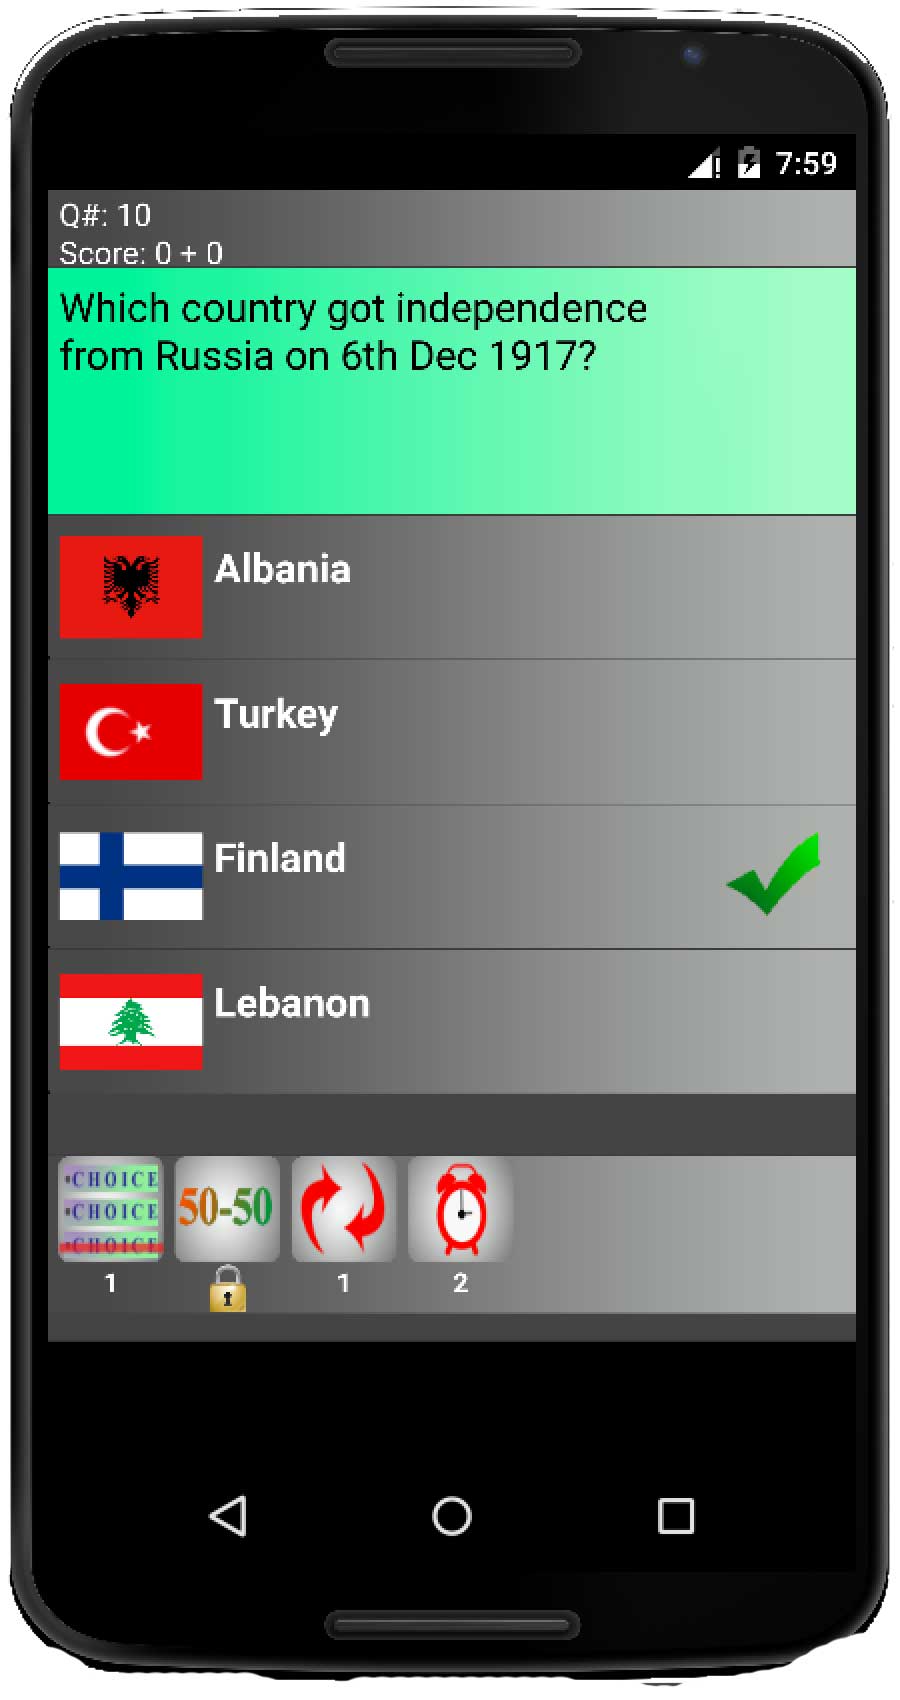 7:59
Q#: 10
Score: 0 + 0
Which country got independence
from Russia on 6th Dec 1917?
Albania
Turkey
Finland
Lebanon
•CHOICE
•CHOICE
•CHOICE
50-50
1
1
2